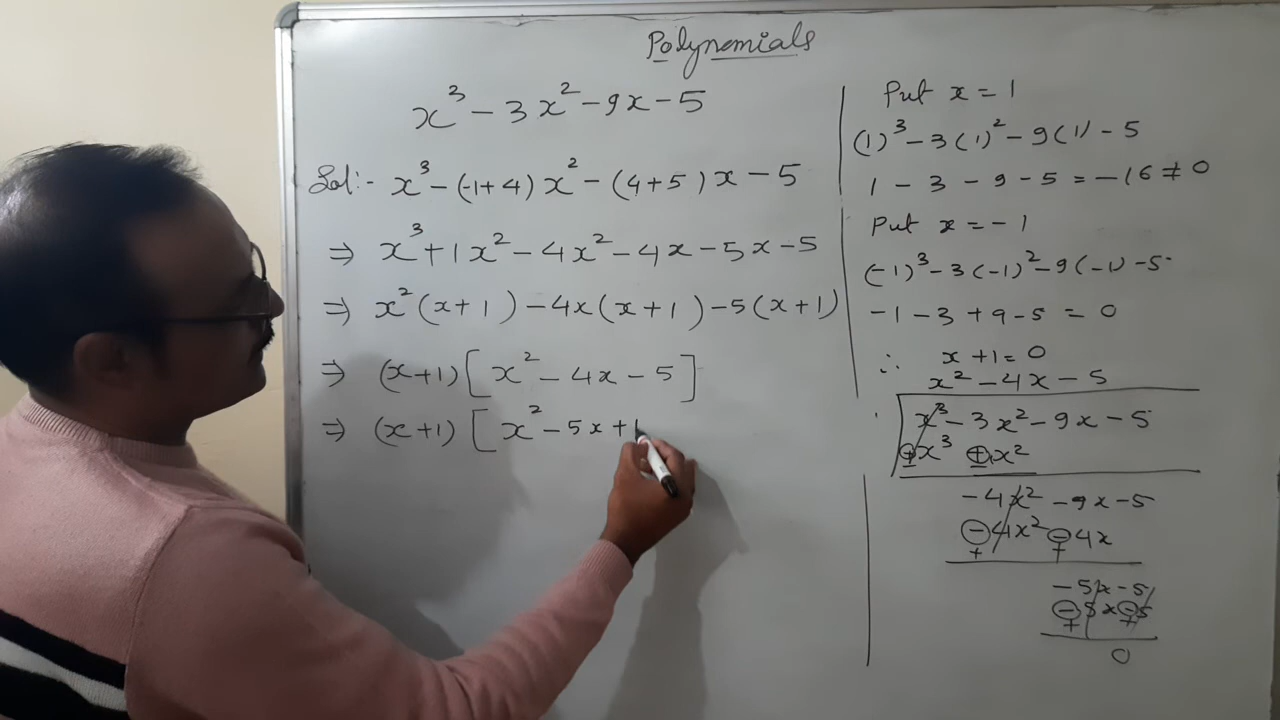 Polynomials
x³ - 3x² - 9x - 5
Sol:- x³ - (-1+4)x² - (4+5)x - 5
⇒ x³ + 1x² - 4x² - 4x - 5x - 5
⇒ x²(x+1) - 4x(x+1) - 5(x+1)
⇒ (x+1)[x² - 4x - 5]
⇒ (x+1)[x² - 5x + 1
Put x = 1
(1)³ - 3(1)² - 9(1) - 5
1 - 3 - 9 - 5 = -16 ≠ 0
Put x = -1
(-1)³ - 3(-1)² - 9(-1) - 5
-1 - 3 + 9 - 5 = 0
∴ x + 1 = 0
x² - 4x - 5
x³ - 3x² - 9x - 5
+x³ +1x²
- -
-4x² - 9x - 5
-4x² - 4x
+ +
-5x - 5
-5x - 5
+ +
0